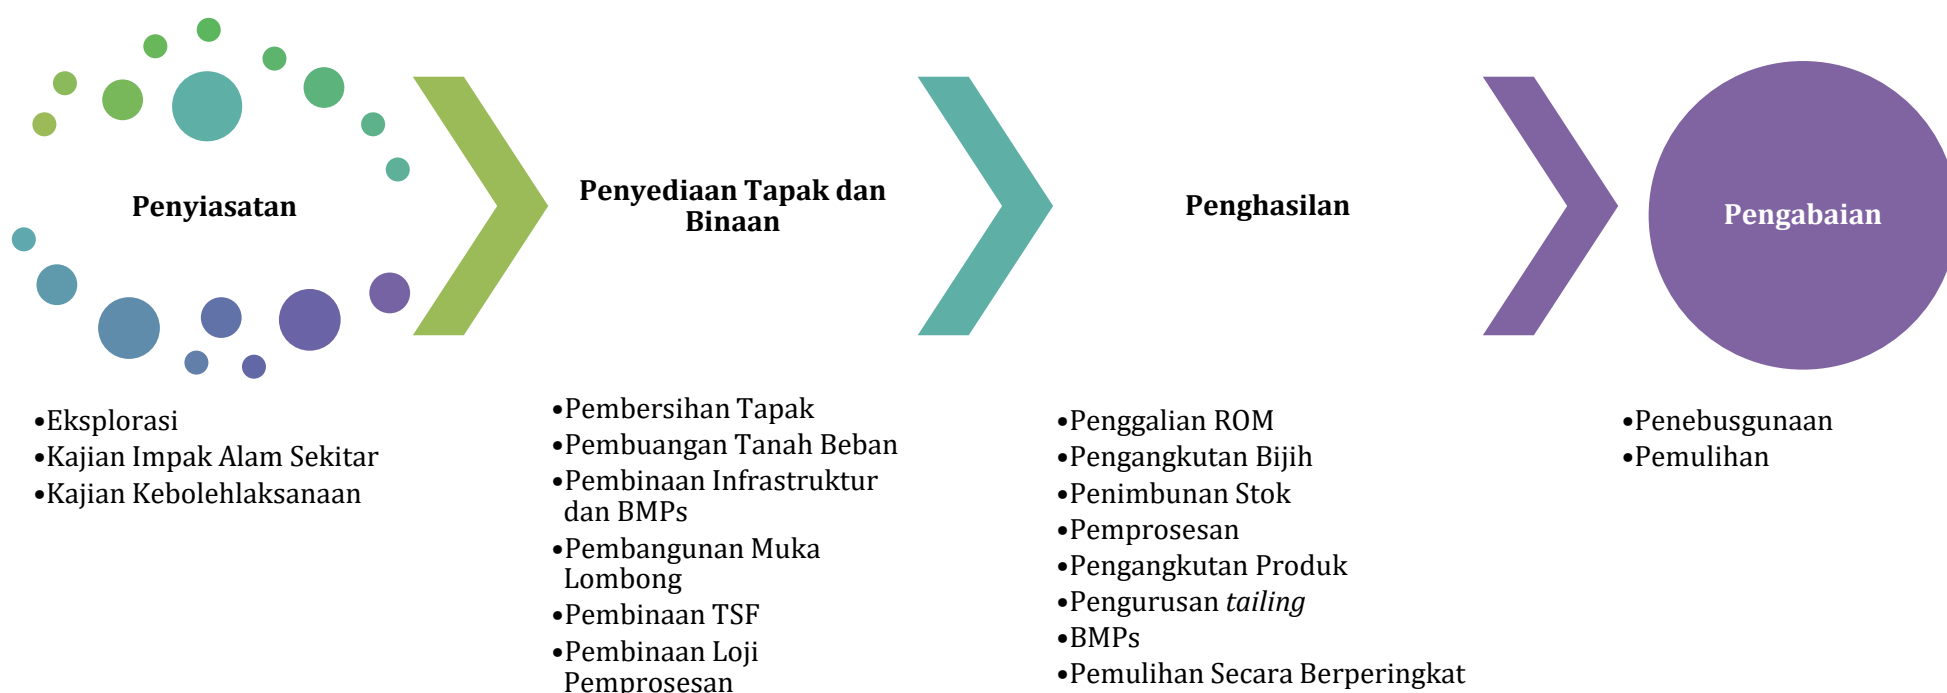 Penyiasatan
•Eksplorasi
•Kajian Impak Alam Sekitar
•Kajian Kebolehlaksanaan
Penyediaan Tapak dan
Binaan
•Pembersihan Tapak
•Pembuangan Tanah Beban
•Pembinaan Infrastruktur
dan BMPs
•Pembangunan Muka
Lombong
•Pembinaan TSF
•Pembinaan Loji
Pemprosesan
Penghasilan
•Penggalian ROM
•Pengangkutan Bijih
•Penimbunan Stok
•Pemprosesan
•Pengangkutan Produk
•Pengurusan tailing
•BMPs
•Pemulihan Secara Berperingkat
Pengabaian
•Penebusgunaan
•Pemulihan